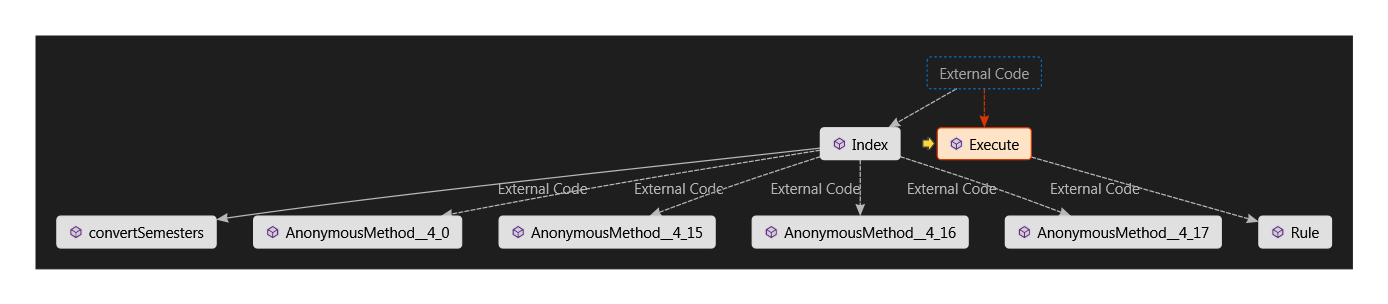 External Code
Index
Execute
External Code
External Code
External Code
External Code
External Code
convertSemesters
AnonymousMethod__4_0
AnonymousMethod__4_15
AnonymousMethod__4_16
AnonymousMethod__4_17
Rule